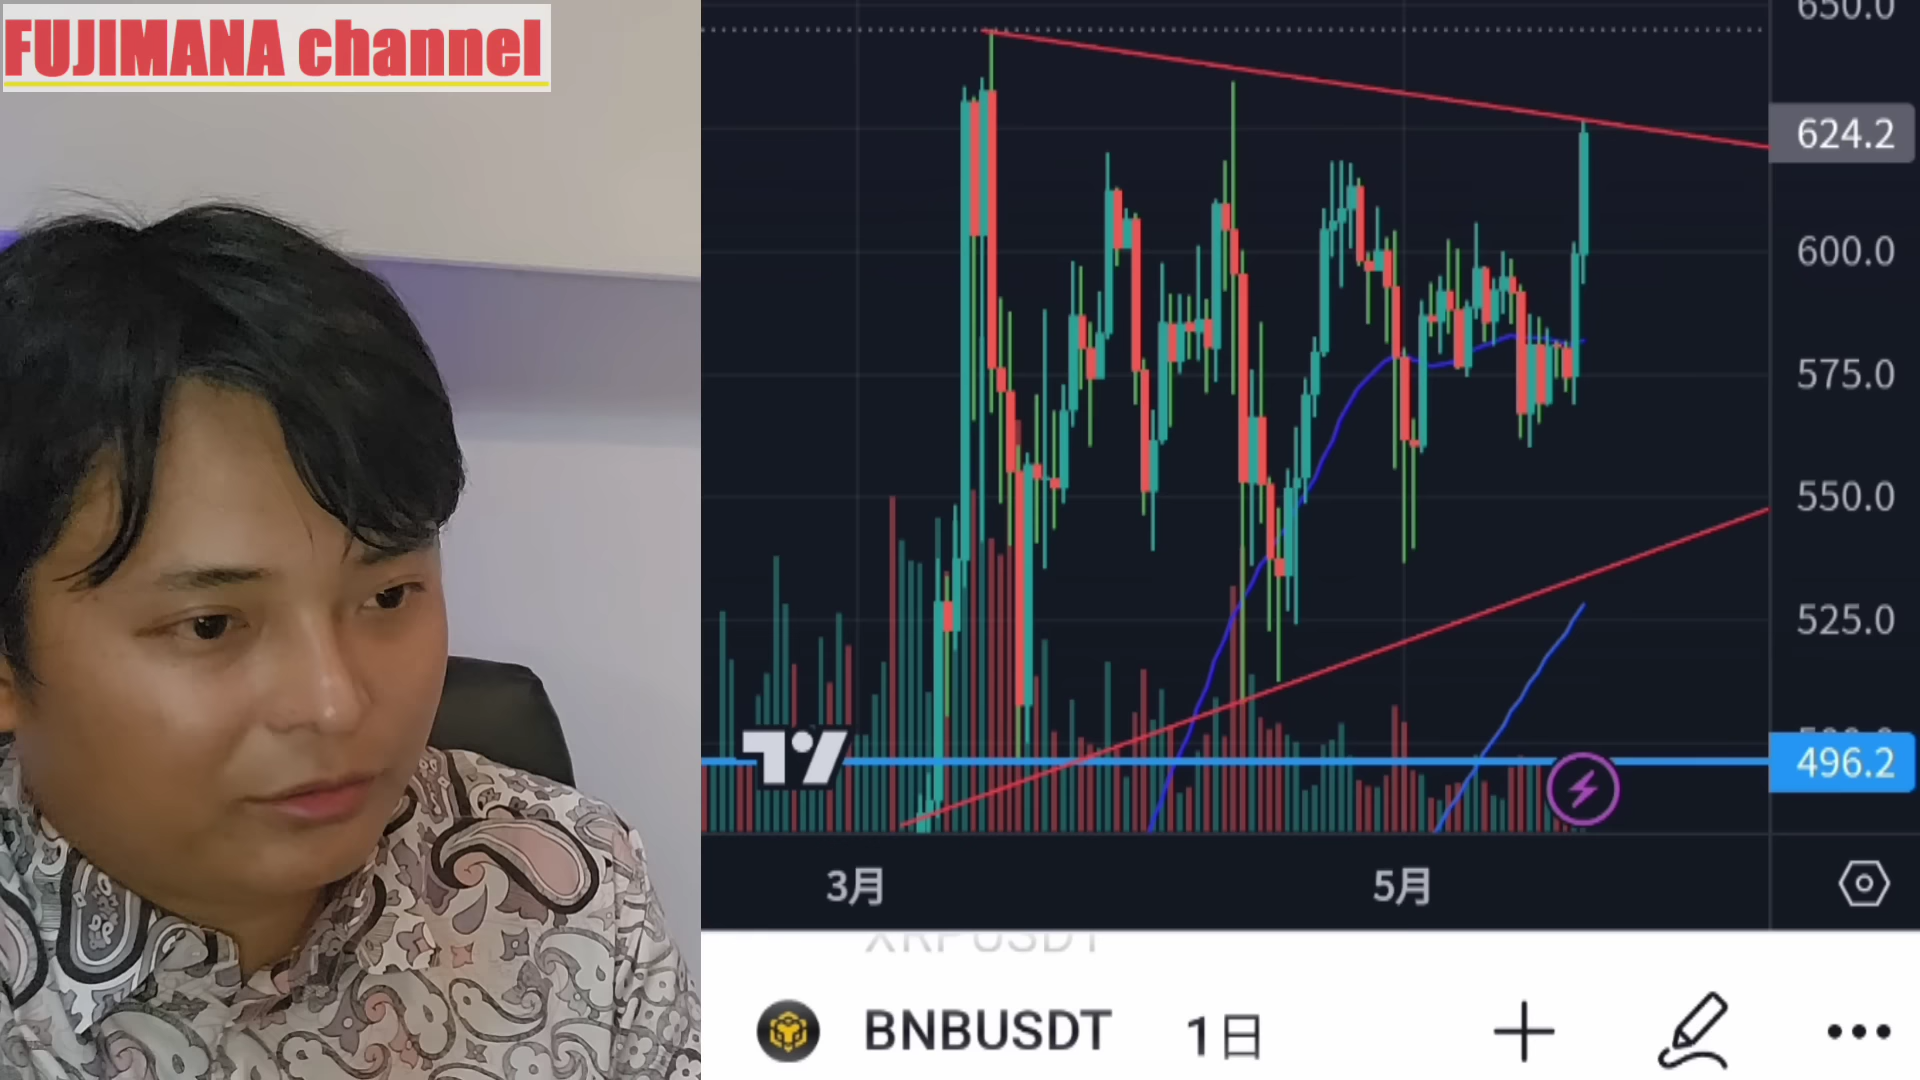 FUJIMANA channel
650.0
624.2
600.0
575.0
550.0
525.0
496.2
3月
5月
XRPUSDT
BNBUSDT 1日